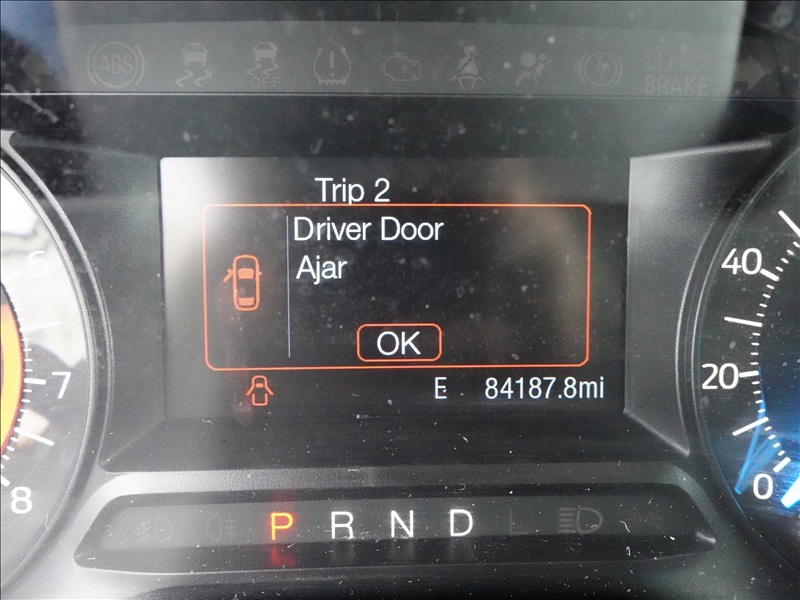 ABS
OFF
BRAKE
Trip 2
Driver Door
Ajar
OK
E 84187.8mi
6
7
8
40
20
0
P R N D L